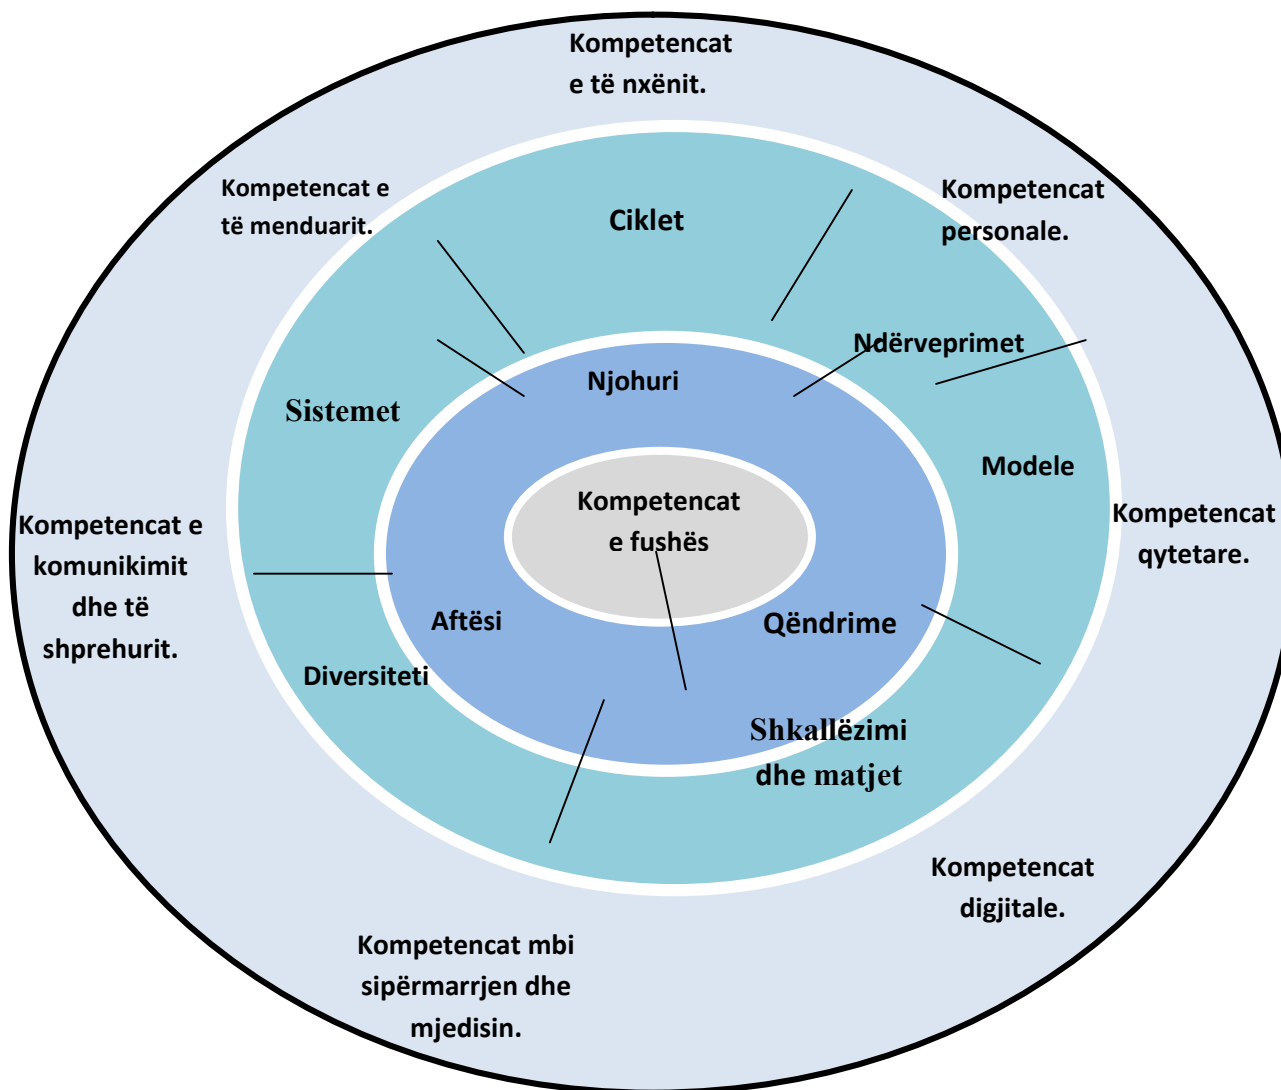 Kompetencat
e të nxënit.
Kompetencat e
të menduarit.
Kompetencat
personale.
Ciklet
Ndërveprimet
Njohuri
Sistemet
Modele
Kompetencat
e fushës
Kompetencat
qytetare.
Kompetencat e
komunikimit
dhe të
shprehurit.
Aftësi
Qëndrime
Diversiteti
Shkallëzimi
dhe matjet
Kompetencat
digjitale.
Kompetencat mbi
sipërmarrjen dhe
mjedisin.